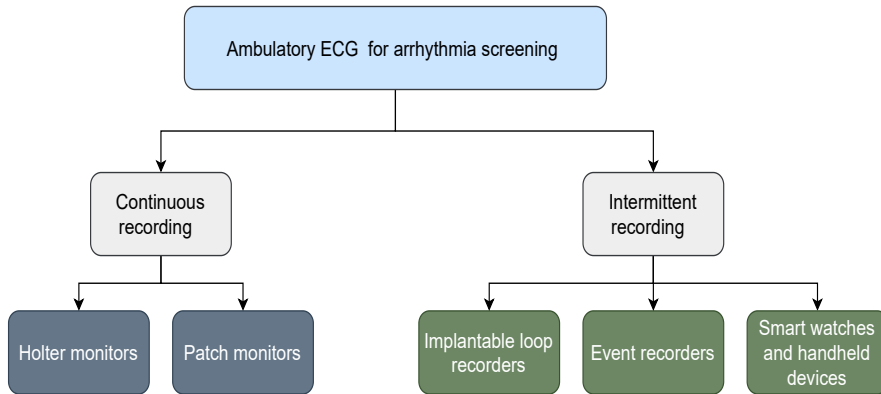 Ambulatory ECG for arrhythmia screening
Continuous
recording
Intermittent
recording
Holter monitors
Patch monitors
Implantable loop
recorders
Event recorders
Smart watches
and handheld
devices